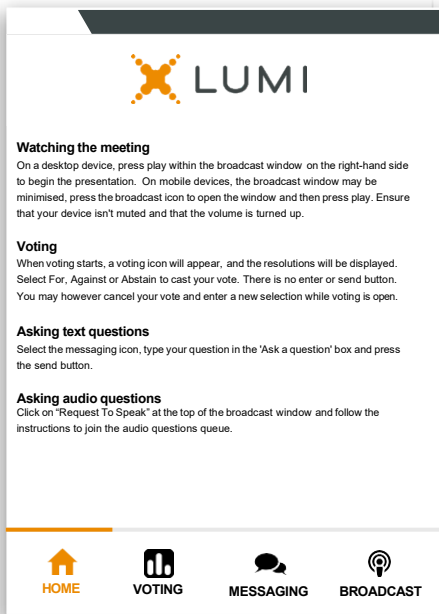 LUMI
Watching the meeting
On a desktop device, press play within the broadcast window on the right-hand side
to begin the presentation. On mobile devices, the broadcast window may be
minimised, press the broadcast icon to open the window and then press play. Ensure
that your device isn't muted and that the volume is turned up.
Voting
When voting starts, a voting icon will appear, and the resolutions will be displayed.
Select For, Against or Abstain to cast your vote. There is no enter or send button.
You may however cancel your vote and enter a new selection while voting is open.
Asking text questions
Select the messaging icon, type your question in the 'Ask a question' box and press
the send button.
Asking audio questions
Click on “Request To Speak” at the top of the broadcast window and follow the
instructions to join the audio questions queue.
HOME
VOTING
MESSAGING
BROADCAST